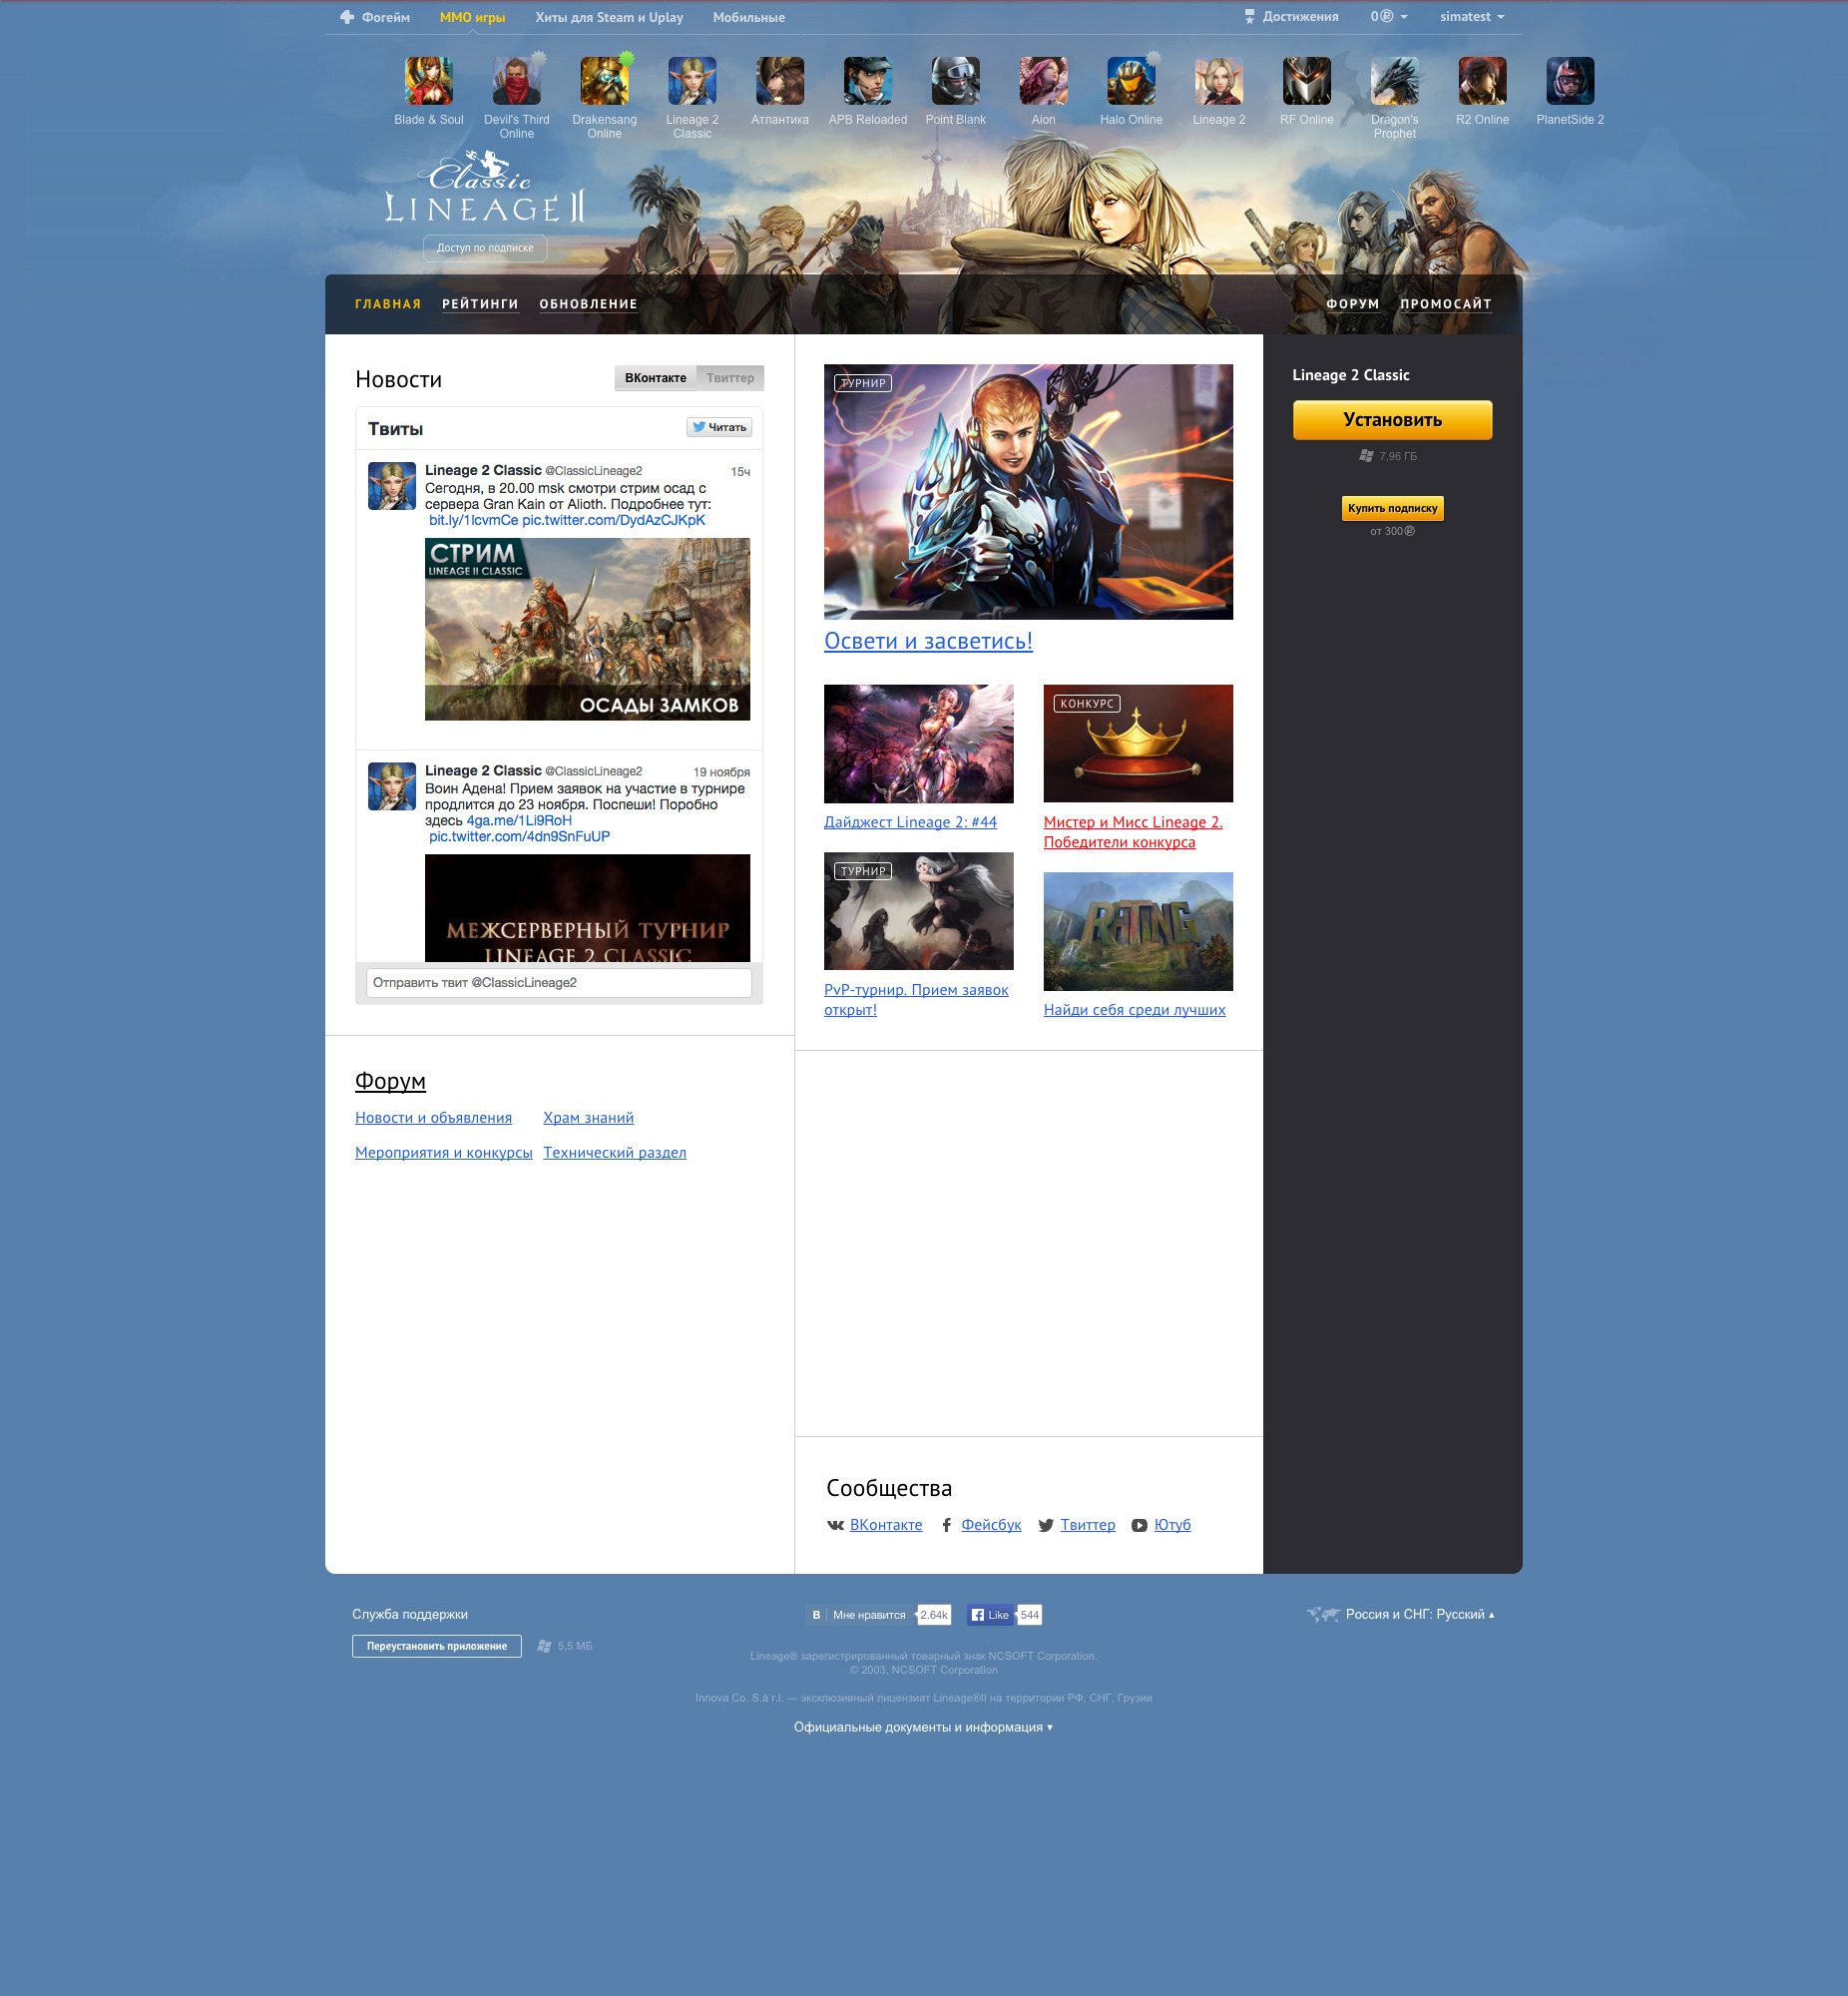 Фогейм
ММО игры
Хиты для Steam и Uplay
Мобильные
Достижения
0
simatest
Blade & Soul
Devil's Third
Online
Drakensang
Online
Lineage 2
Classic
Атлантика
APB Reloaded
Point Blank
Aion
Halo Online
Lineage 2
RF Online
Dragon's
Prophet
R2 Online
PlanetSide 2
Classic
LINEAGE II
Доступ по подписке
ГЛАВНАЯ
РЕЙТИНГИ
ОБНОВЛЕНИЕ
ФОРУМ
ПРОМОСАЙТ
Новости
ВКонтакте
Твиттер
Твиты
Читать
Lineage 2 Classic @ClassicLineage2
15ч
Сегодня, в 20.00 msk смотри стрим осад с
сервера Gran Kain от Alioth. Подробнее тут:
bit.ly/1lcvmCe pic.twitter.com/DydAzCJKpK
СТРИМ
LINEAGE II CLASSIC
ОСАДЫ ЗАМКОВ
Lineage 2 Classic @ClassicLineage2
19 ноября
Воин Адена! Прием заявок на участие в турнире
продлится до 23 ноября. Поспеши! Поробно
здесь 4ga.me/1Li9RoH
pic.twitter.com/4dn9SnFuUP
МЕЖСЕРВЕРНЫЙ ТУРНИР
LINEAGE 2 CLASSIC
Отправить твит @ClassicLineage2
Форум
Новости и объявления
Храм знаний
Мероприятия и конкурсы
Технический раздел
ТУРНИР
Освети и засветись!
Дайджест Lineage 2: #44
КОНКУРС
Мистер и Мисс Lineage 2.
Победители конкурса
ТУРНИР
PvP-турнир. Прием заявок
открыт!
RATING
Найди себя среди лучших
Сообщества
ВКонтакте
Фейсбук
Твиттер
Ютуб
Lineage 2 Classic
Установить
7,96 ГБ
Купить подписку
от 300
Служба поддержки
Переустановить приложение
5,5 МБ
В
Мне нравится
2.64k
Like
544
Россия и СНГ: Русский
Lineage® зарегистрированный товарный знак NCSOFT Corporation.
© 2003, NCSOFT Corporation
Innova Co. S.à r.l. — эксклюзивный лицензиат Lineage®II на территории РФ, СНГ, Грузии
Официальные документы и информация